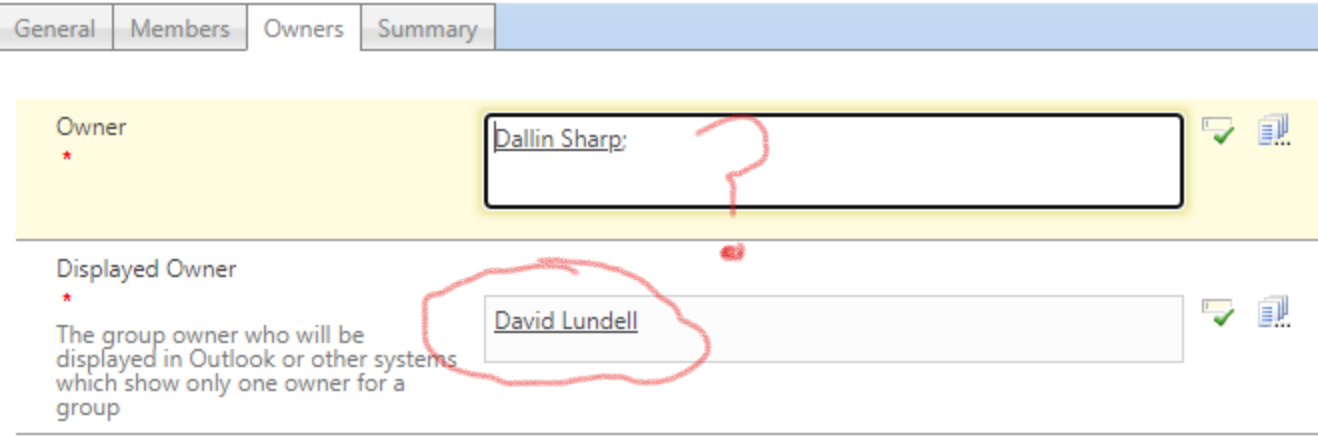 General Members Owners Summary
Owner
*
Dallin Sharp;
?
Displayed Owner
*
The group owner who will be
displayed in Outlook or other systems
which show only one owner for a
group
David Lundell